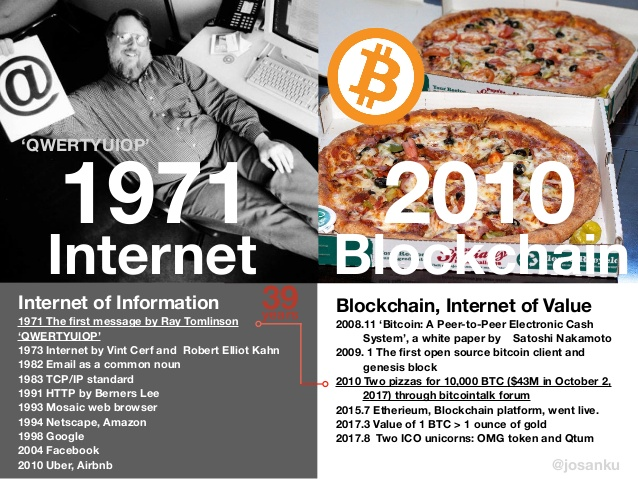 @
‘QWERTYUIOP’
1971
Internet
2010
Blockchain
Internet of Information
1971 The first message by Ray Tomlinson
‘QWERTYUIOP’
1973 Internet by Vint Cerf and Robert Elliot Kahn
1982 Email as a common noun
1983 TCP/IP standard
1991 HTTP by Berners Lee
1993 Mosaic web browser
1994 Netscape, Amazon
1998 Google
2004 Facebook
2010 Uber, Airbnb
39
years
Blockchain, Internet of Value
2008.11 ‘Bitcoin: A Peer-to-Peer Electronic Cash
System’, a white paper by Satoshi Nakamoto
2009. 1 The first open source bitcoin client and
genesis block
2010 Two pizzas for 10,000 BTC ($43M in October 2,
2017) through bitcointalk forum
2015.7 Etherieum, Blockchain platform, went live.
2017.3 Value of 1 BTC > 1 ounce of gold
2017.8 Two ICO unicorns: OMG token and Qtum
@josanku